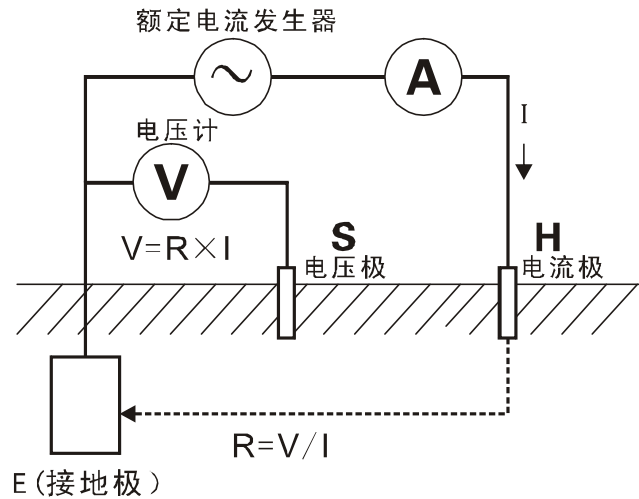 额定电流发生器
A
I
电压计
V
V=R×I
S
电压极
H
电流极
R=V/I
E(接地极)